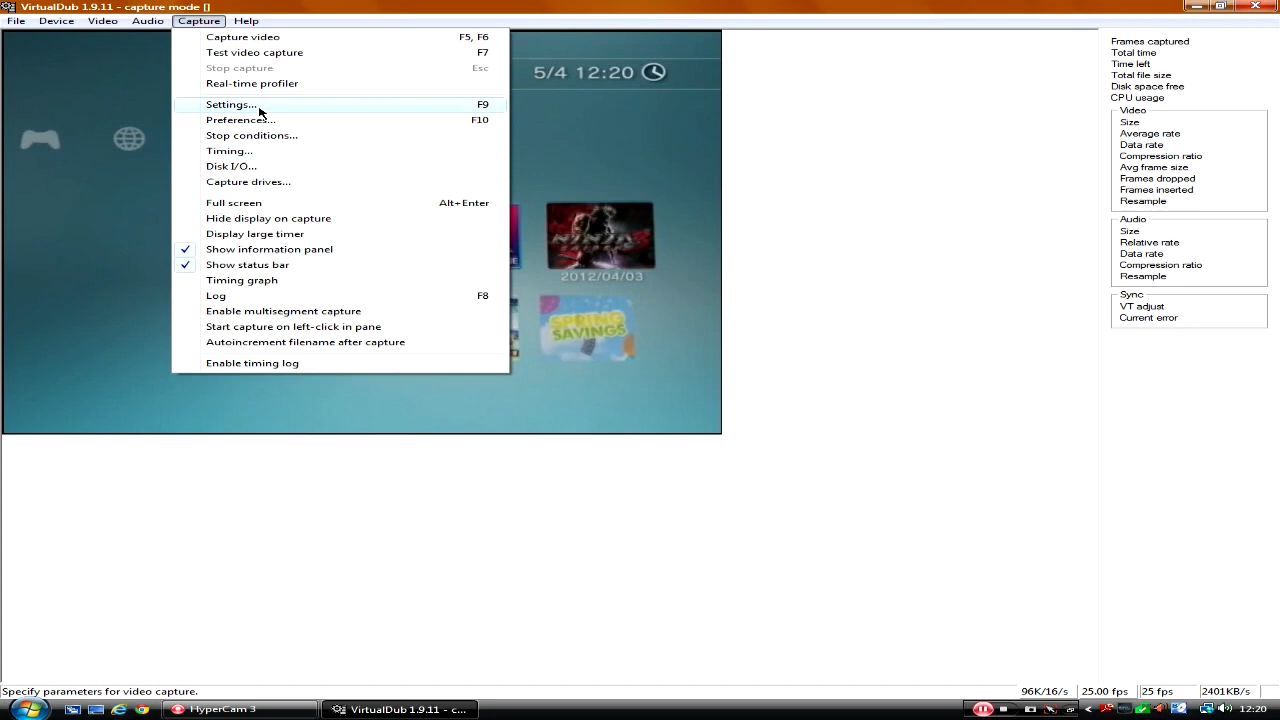 VirtualDub 1.9.11 - capture mode []
File Device Video Audio Capture Help
Capture video F5, F6
Test video capture F7
Stop capture Esc
Real-time profiler
Settings... F9
Preferences... F10
Stop conditions...
Timing...
Disk I/O...
Capture drives...
Full screen Alt+Enter
Hide display on capture
Display large timer
Show information panel
Show status bar
Timing graph
Log F8
Enable multisegment capture
Start capture on left-click in pane
Autoincrement filename after capture
Enable timing log
5/4 12:20
NINJA
2012/04/03
SPRING
SAVINGS
Frames captured
Total time
Time left
Total file size
Disk space free
CPU usage
Video
Size
Average rate
Data rate
Compression ratio
Avg frame size
Frames dropped
Frames inserted
Resample
Audio
Size
Relative rate
Data rate
Compression ratio
Resample
Sync
VT adjust
Current error
Specify parameters for video capture.
96K/16/s 25.00 fps 25 fps 2401KB/s
HyperCam 3
VirtualDub 1.9.11 - c...
12:20